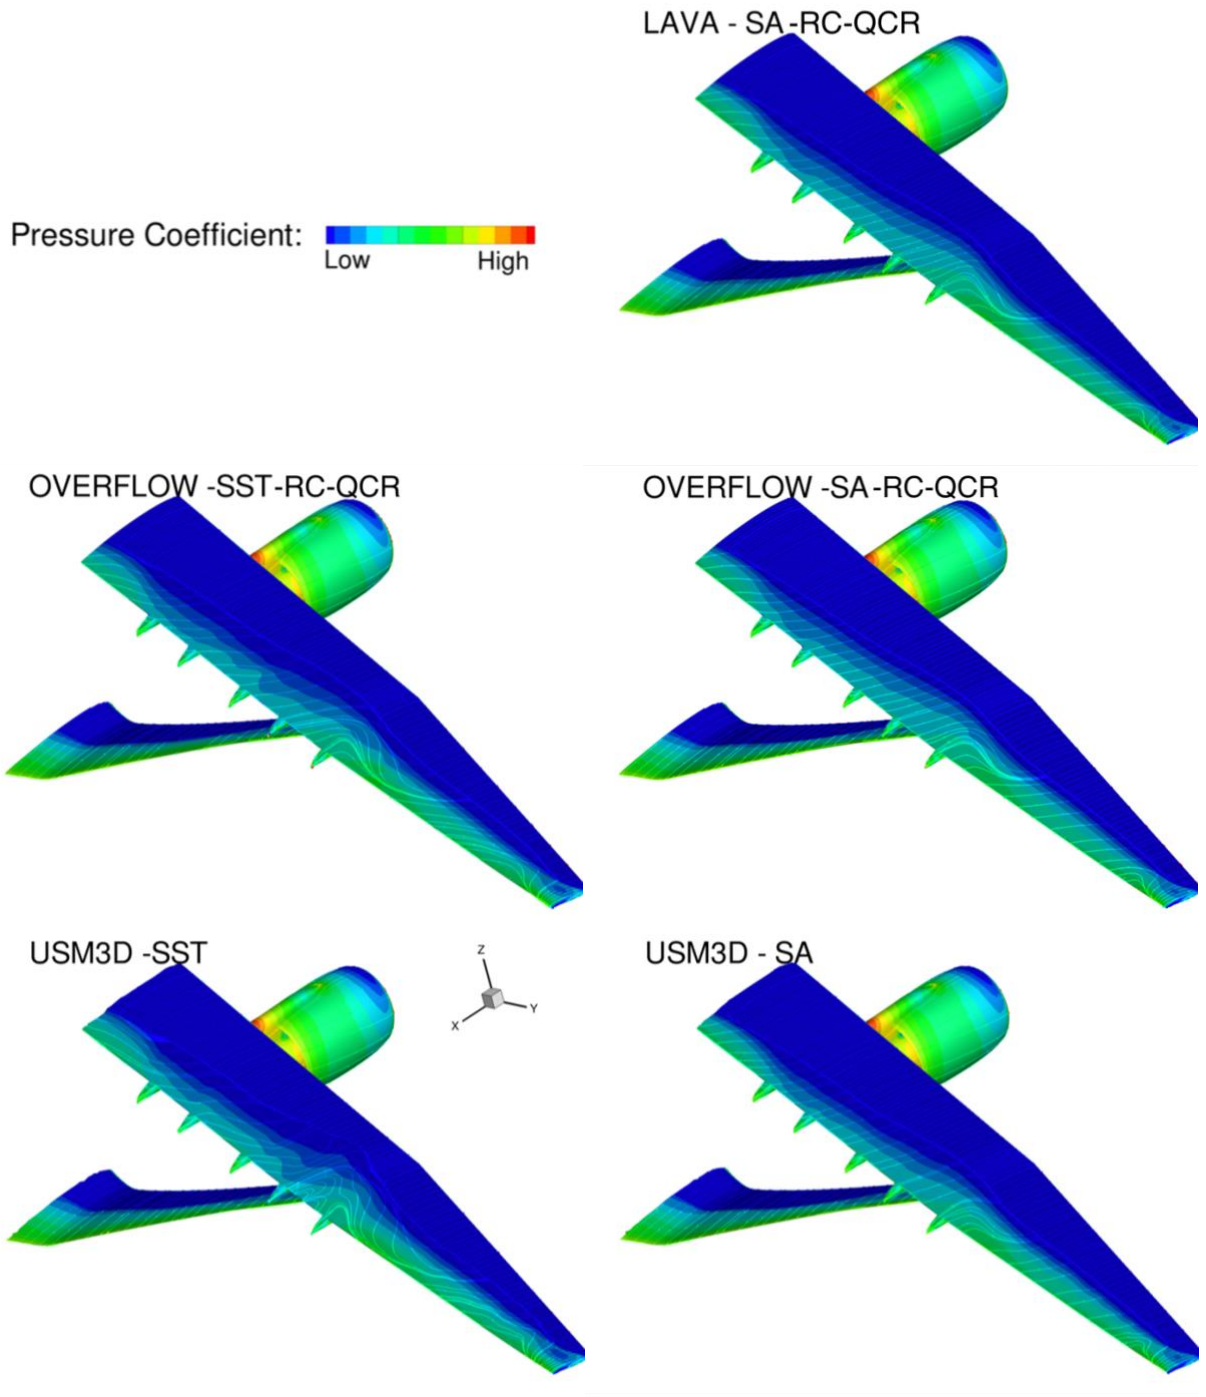 LAVA - SA-RC-QCR
Pressure Coefficient:
Low
High
OVERFLOW -SST-RC-QCR
OVERFLOW -SA-RC-QCR
USM3D -SST
Z
Y
X
USM3D - SA